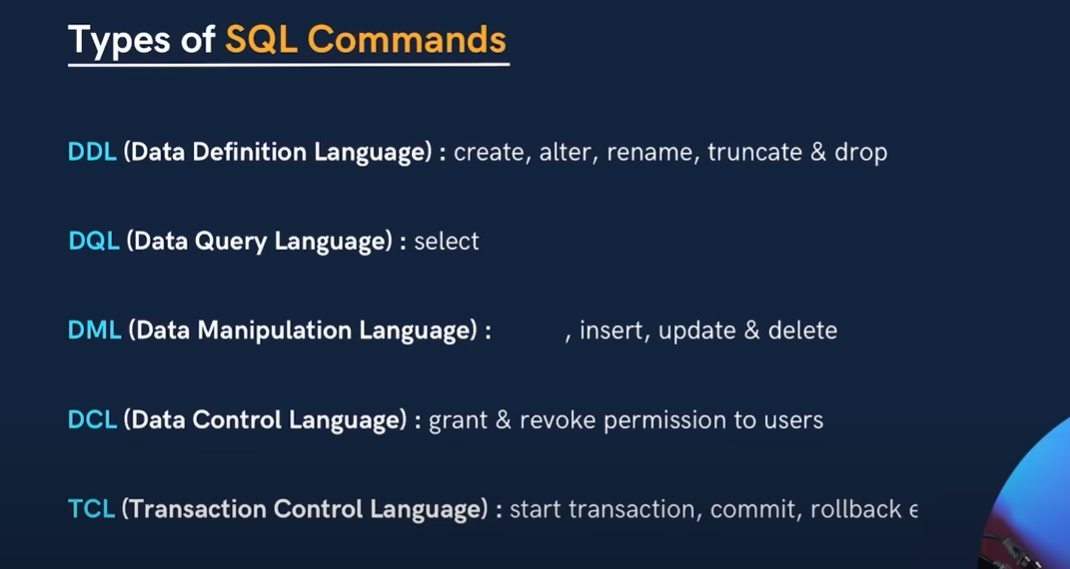 Types of SQL Commands
DDL (Data Definition Language) : create, alter, rename, truncate & drop
DQL (Data Query Language) : select
DML (Data Manipulation Language) : , insert, update & delete
DCL (Data Control Language) : grant & revoke permission to users
TCL (Transaction Control Language) : start transaction, commit, rollback